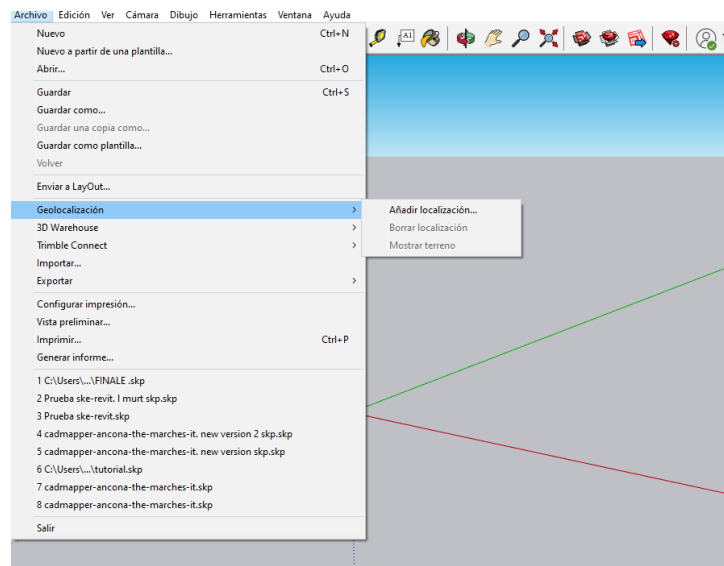 Archivo Edición Ver Cámara Dibujo Herramientas Ventana Ayuda
Nuevo Ctrl+N
Nuevo a partir de una plantilla...
Abrir... Ctrl+O
Guardar Ctrl+S
Guardar como...
Guardar una copia como...
Guardar como plantilla...
Volver
Enviar a LayOut...
Geolocalización
Añadir localización...
3D Warehouse
Borrar localización
Trimble Connect
Mostrar terreno
Importar...
Exportar
Configurar impresión...
Vista preliminar...
Imprimir... Ctrl+P
Generar informe...
1 C:\Users\...\FINALE .skp
2 Prueba ske-revit. I murt skp.skp
3 Prueba ske-revit.skp
4 cadmapper-ancona-the-marches-it. new version 2 skp.skp
5 cadmapper-ancona-the-marches-it. new version skp.skp
6 C:\Users\...\tutorial.skp
7 cadmapper-ancona-the-marches-it.skp
8 cadmapper-ancona-the-marches-it.skp
Salir
A1